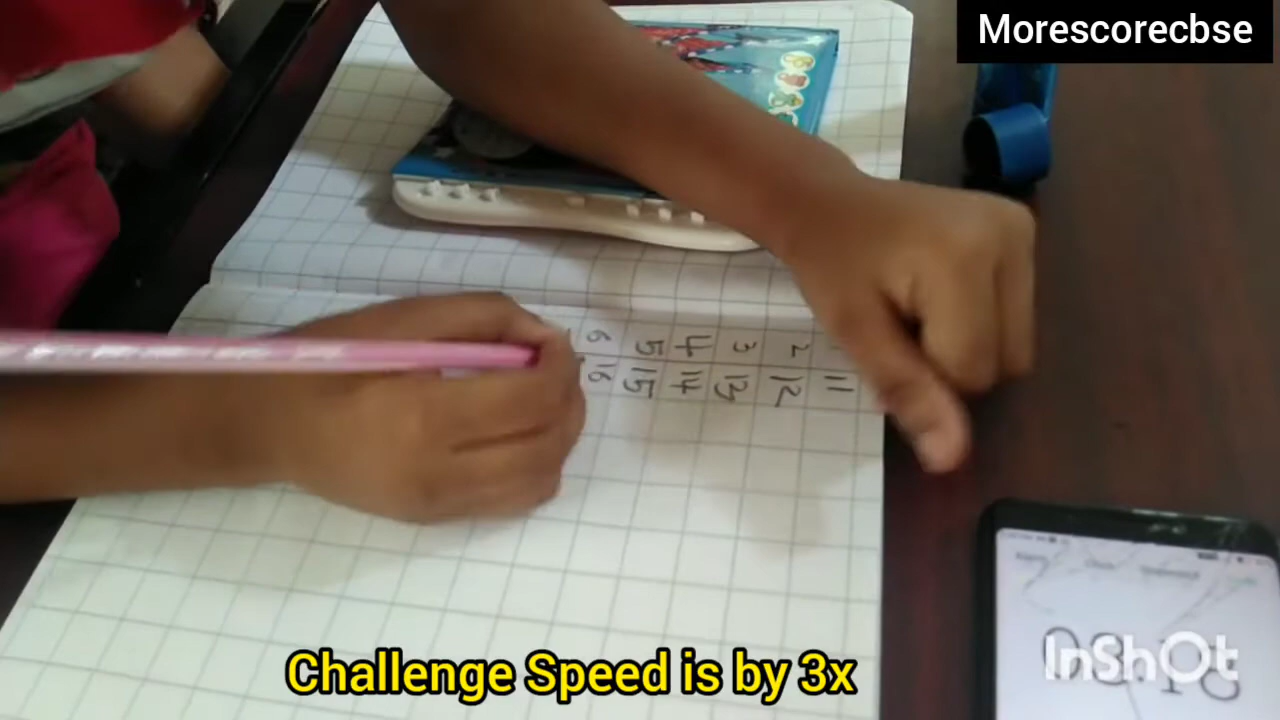 Morescorecbse
2 3 4 5 6
11 12 13 14 15 16
InShOt
Challenge Speed is by 3x